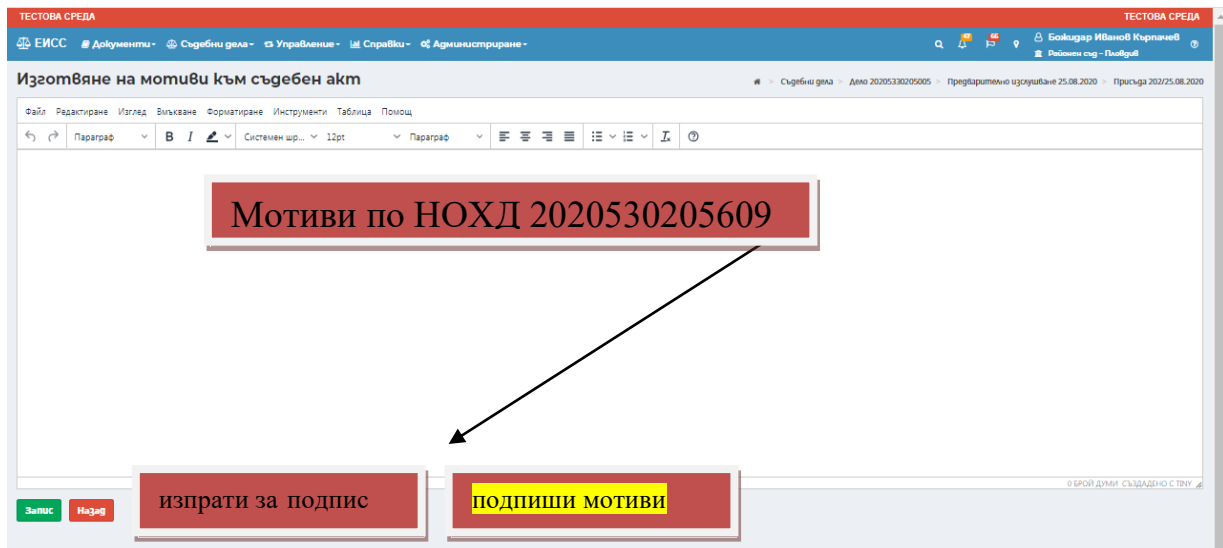 ТЕСТОВА СРЕДА ТЕСТОВА СРЕДА
ЕИСС Документи Съдебни дела Управление Справки Администриране 47 66 Божидар Иванов Кърпачев
Районен съд - Пловдив
Изготвяне на мотиви към съдебен акт
> Съдебни дела > Дело 20205330205005 > Предварително изслушване 25.08.2020 > Присъда 202/25.08.2020
Файл Редактиране Изглед Вмъкване Форматиране Инструменти Таблица Помощ
Параграф B I Системен шр... 12pt Параграф
Мотиви по НОХД 2020530205609
0 БРОЙ ДУМИ СЪЗДАДЕНО С TINY
изпрати за подпис подпиши мотиви
Запис Назад